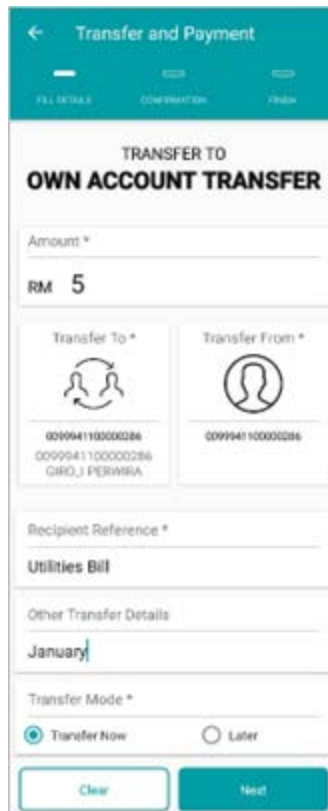 Transfer and Payment
FILL DETAILS CONFIRMATION FINISH
TRANSFER TO
OWN ACCOUNT TRANSFER
Amount *
RM 5
Transfer To * Transfer From *
0099941100000286 0099941100000286
0099941100000286
GIRO_I PERWIRA
Recipient Reference *
Utilities Bill
Other Transfer Details
January
Transfer Mode *
Transfer Now Later
Clear Next